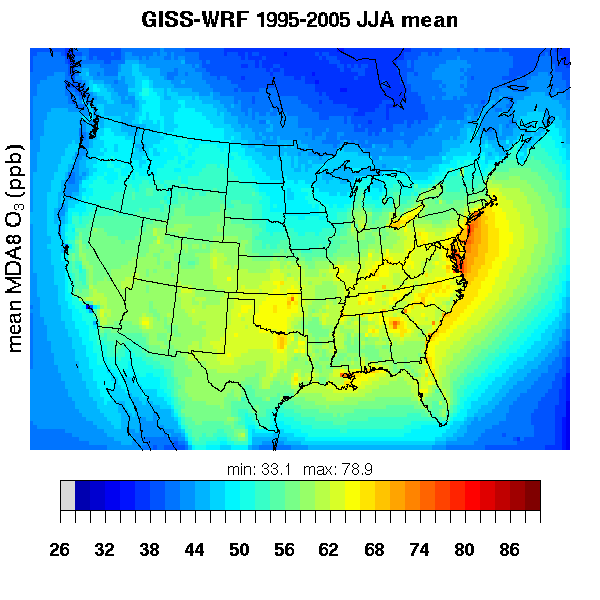 GISS-WRF 1995-2005 JJA mean
mean MDA8 O₃ (ppb)
min: 33.1 max: 78.9
26 32 38 44 50 56 62 68 74 80 86